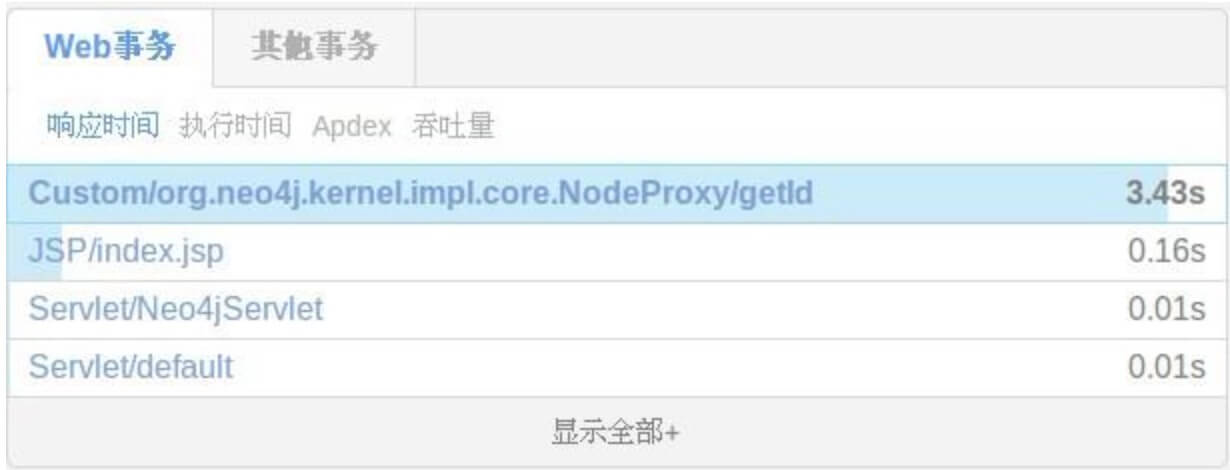 Web事务 其他事务
响应时间 执行时间 Apdex 吞吐量
Custom/org.neo4j.kernel.impl.core.NodeProxy/getId 3.43s
JSP/index.jsp 0.16s
Servlet/Neo4jServlet 0.01s
Servlet/default 0.01s
显示全部+